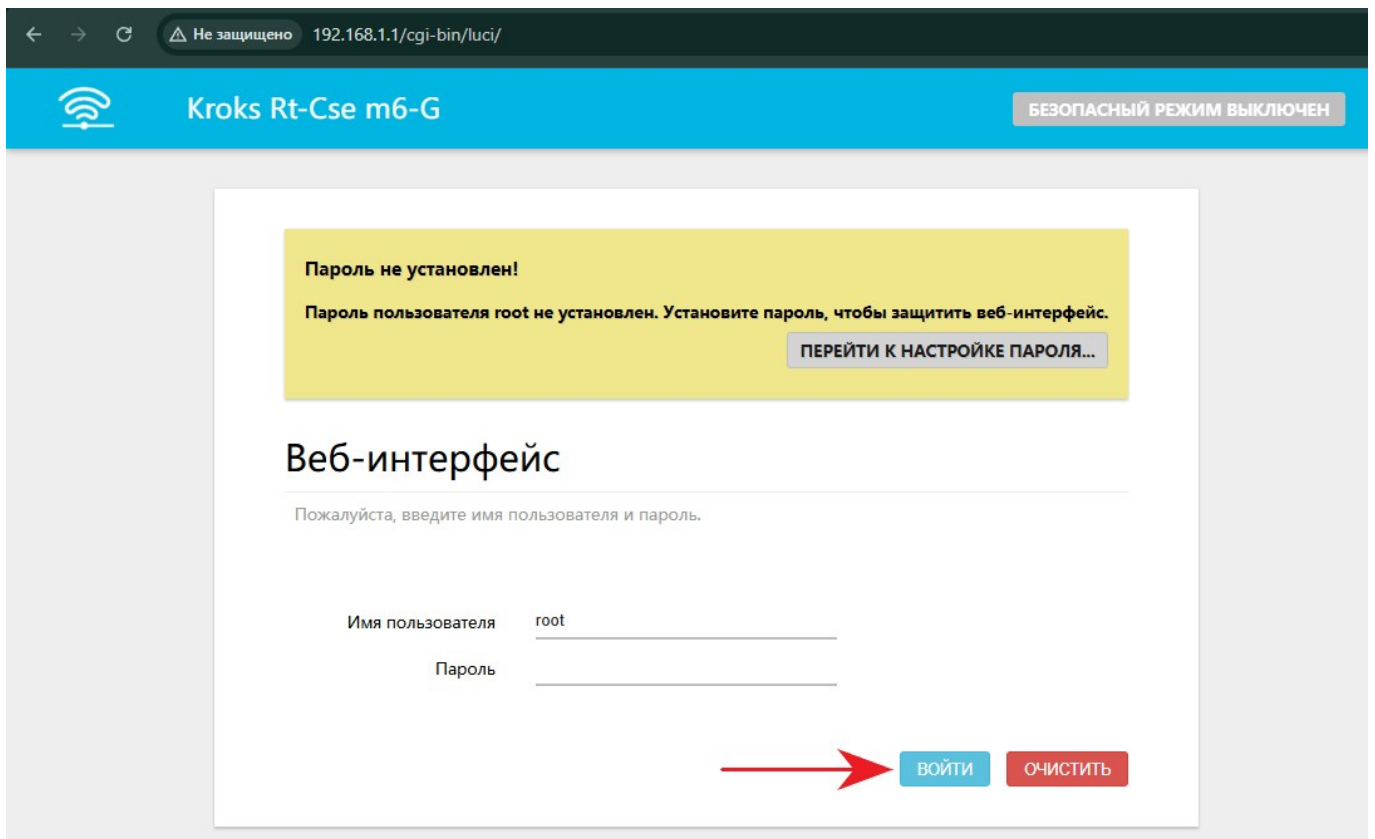 Не защищено 192.168.1.1/cgi-bin/luci/
Kroks Rt-Cse m6-G
БЕЗОПАСНЫЙ РЕЖИМ ВЫКЛЮЧЕН
Пароль не установлен!
Пароль пользователя root не установлен. Установите пароль, чтобы защитить веб-интерфейс.
ПЕРЕЙТИ К НАСТРОЙКЕ ПАРОЛЯ...
Веб-интерфейс
Пожалуйста, введите имя пользователя и пароль.
Имя пользователя root
Пароль
ВОЙТИ ОЧИСТИТЬ